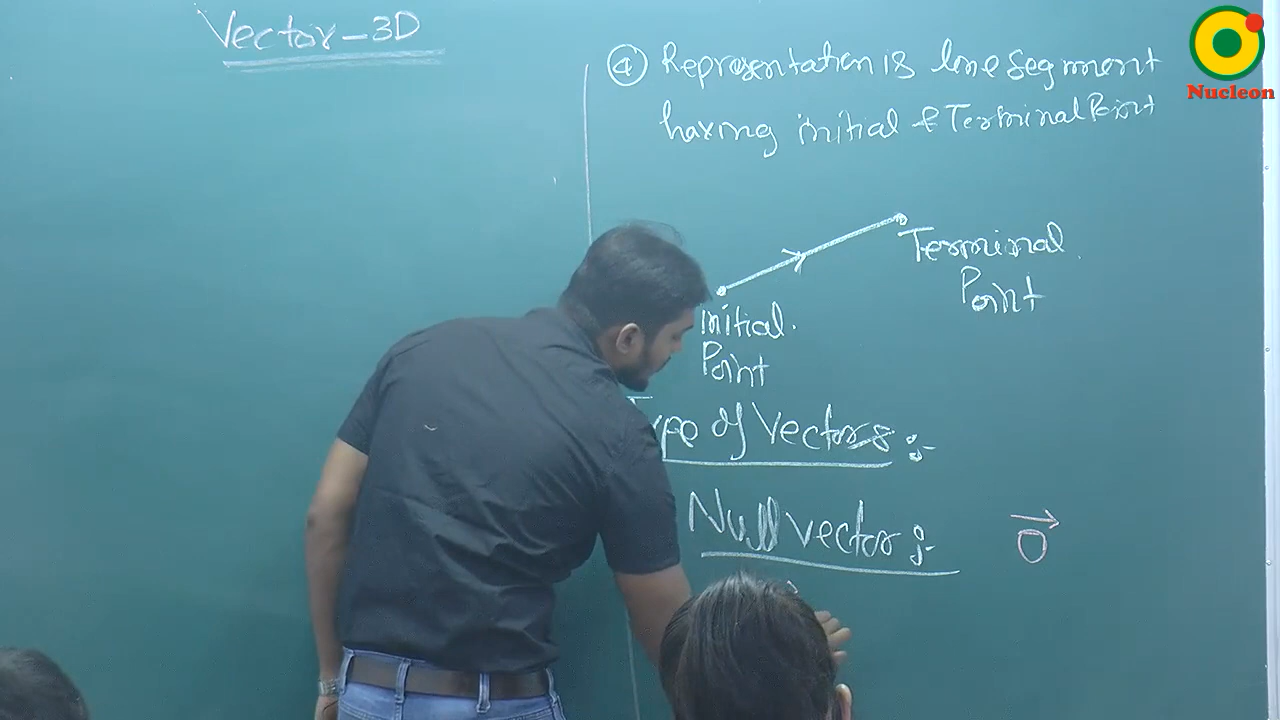 Vector-3D
④ Representation is line segment
having initial & Terminal Point
Terminal
Point
initial
Point
Type of Vectors :-
Null vector :- 0
Nucleon